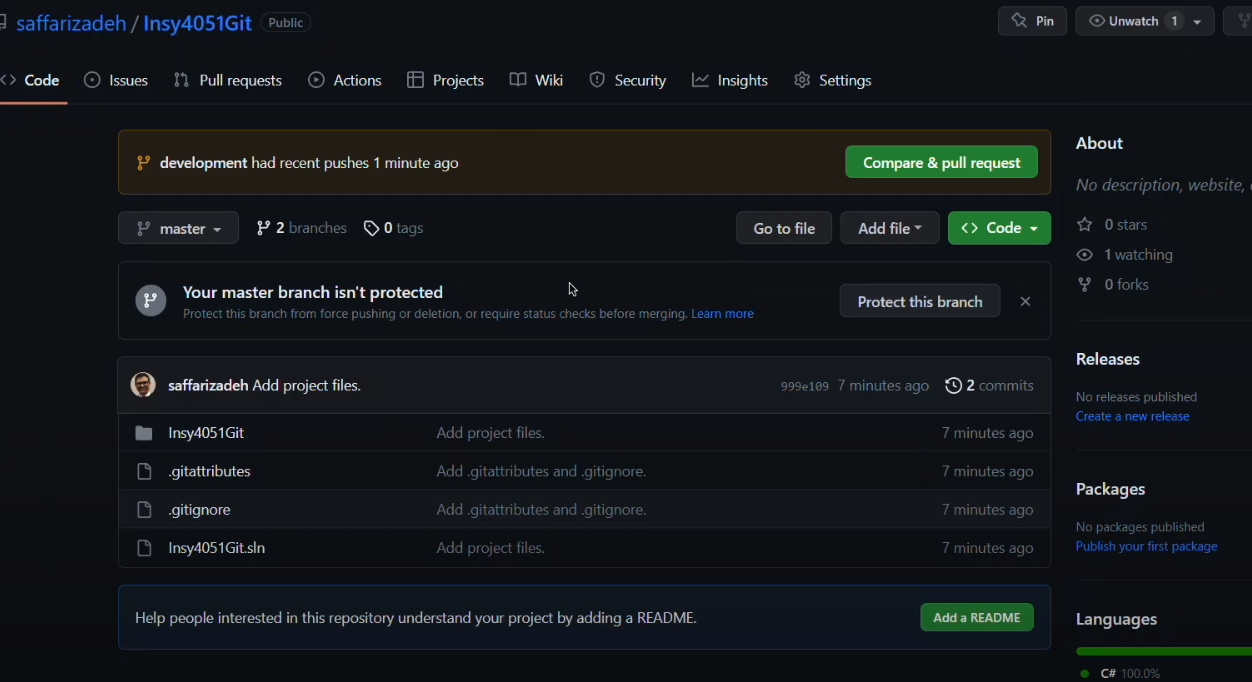 saffarizadeh / Insy4051Git Public
Pin
Unwatch 1
Code
Issues
Pull requests
Actions
Projects
Wiki
Security
Insights
Settings
development had recent pushes 1 minute ago
Compare & pull request
master
2 branches
0 tags
Go to file
Add file
Code
Your master branch isn't protected
Protect this branch from force pushing or deletion, or require status checks before merging. Learn more
Protect this branch
saffarizadeh Add project files.
999e109 7 minutes ago
2 commits
Insy4051Git Add project files. 7 minutes ago
.gitattributes Add .gitattributes and .gitignore. 7 minutes ago
.gitignore Add .gitattributes and .gitignore. 7 minutes ago
Insy4051Git.sln Add project files. 7 minutes ago
Help people interested in this repository understand your project by adding a README.
Add a README
About
No description, website,
0 stars
1 watching
0 forks
Releases
No releases published
Create a new release
Packages
No packages published
Publish your first package
Languages
C# 100.0%